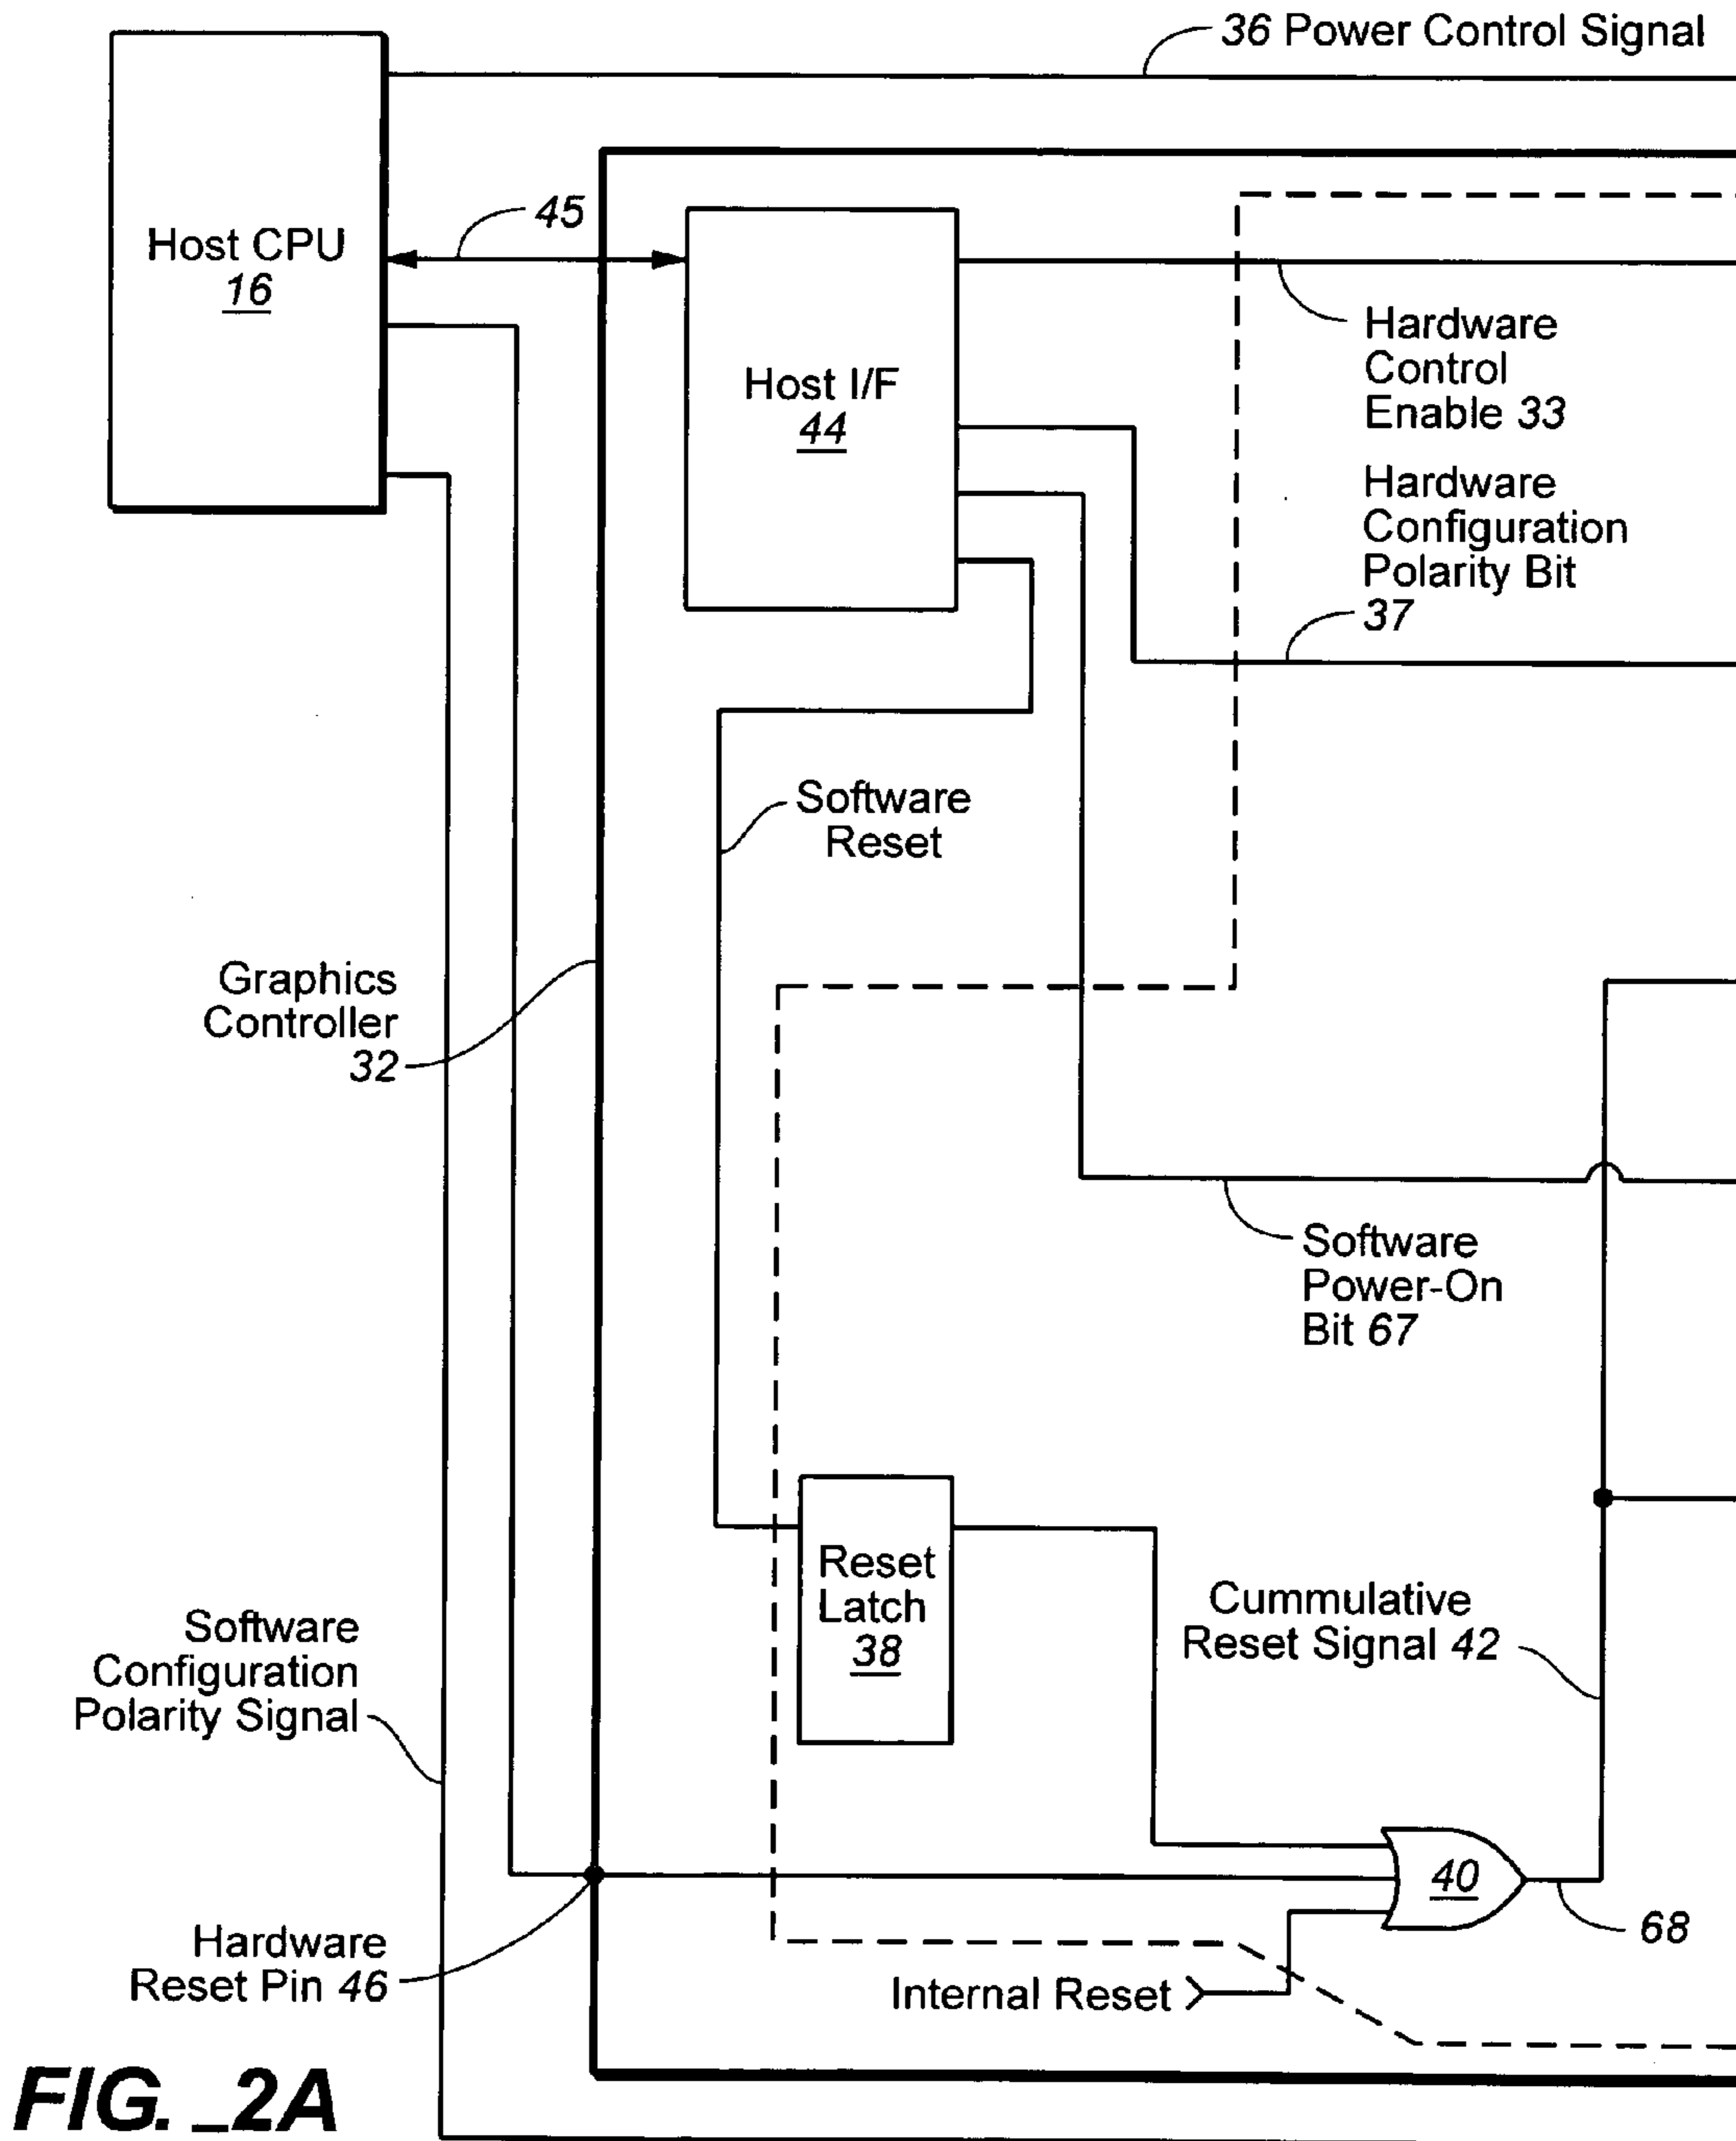 36 Power Control Signal
45
Host CPU
16
Host I/F
44
Hardware
Control
Enable 33
Hardware
Configuration
Polarity Bit
37
Software
Reset
Graphics
Controller
32
Software
Power-On
Bit 67
Reset
Latch
38
Cummulative
Reset Signal 42
Software
Configuration
Polarity Signal
40
68
Hardware
Reset Pin 46
Internal Reset
FIG._2A